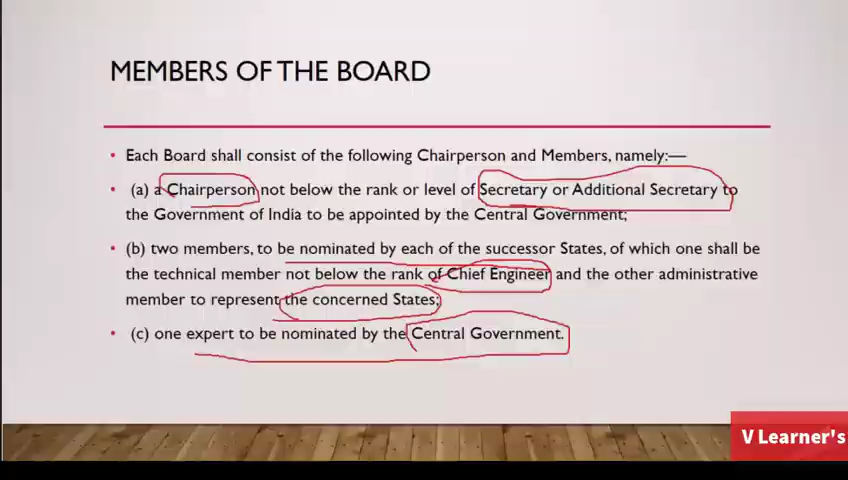 MEMBERS OF THE BOARD
• Each Board shall consist of the following Chairperson and Members, namely:—
• (a) a Chairperson not below the rank or level of Secretary or Additional Secretary to
the Government of India to be appointed by the Central Government;
• (b) two members, to be nominated by each of the successor States, of which one shall be
the technical member not below the rank of Chief Engineer and the other administrative
member to represent the concerned States;
• (c) one expert to be nominated by the Central Government.
V Learner's